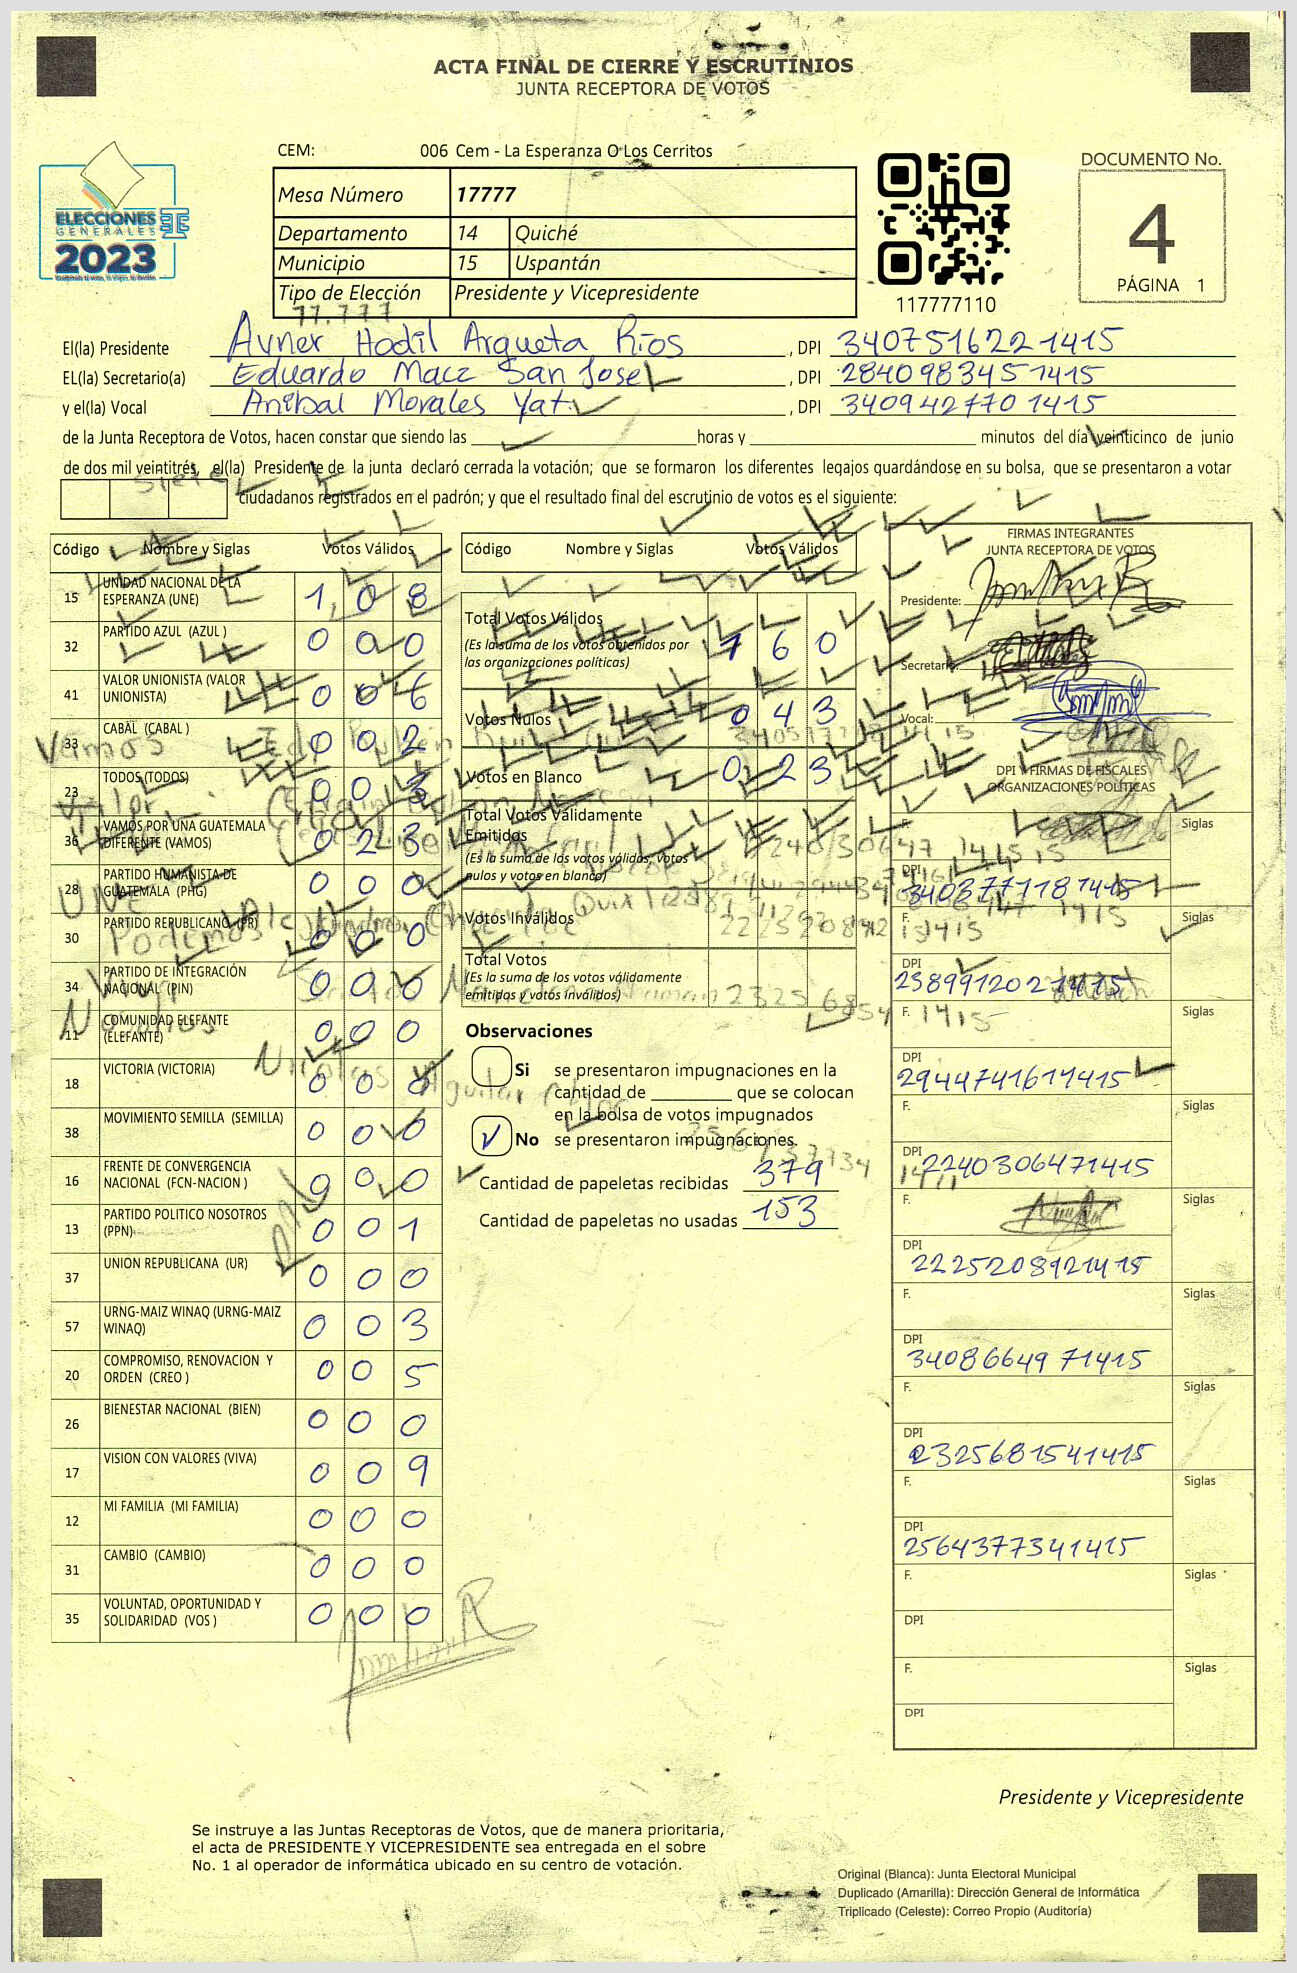 ACTA FINAL DE CIERRE Y ESCRUTINIOS
JUNTA RECEPTORA DE VOTOS
ELECCIONES
GENERALES
2023
CEM: 006 Cem - La Esperanza O Los Cerritos
Mesa Número 17777
Departamento 14 Quiché
Municipio 15 Uspantán
Tipo de Elección Presidente y Vicepresidente
117777110
DOCUMENTO No.
4
PÁGINA 1
El(la) Presidente Avner Hodil Argueta Ríos, DPI 3407516221415
EL(la) Secretario(a) Eduardo Macz San Jose, DPI 2840983451415
y el(la) Vocal Anibal Morales Yat, DPI 3409427701415
de la Junta Receptora de Votos, hacen constar que siendo las horas y minutos del día veinticinco de junio
de dos mil veintitrés, el(la) Presidente de la junta declaró cerrada la votación; que se formaron los diferentes legajos quardándose en su bolsa, que se presentaron a votar
siete
ciudadanos registrados en el padrón; y que el resultado final del escrutinio de votos es el siguiente:
Código Nombre y Siglas Votos Válidos
15 UNIDAD NACIONAL DE LA ESPERANZA (UNE) 1 0 8
32 PARTIDO AZUL (AZUL ) 0 0 0
41 VALOR UNIONISTA (VALOR UNIONISTA) 0 0 6
33 CABAL (CABAL ) 0 0 2
23 TODOS (TODOS) 0 0 3
36 VAMOS POR UNA GUATEMALA DIFERENTE (VAMOS) 0 2 3
28 PARTIDO HUMANISTA DE GUATEMALA (PHG) 0 0 0
30 PARTIDO REPUBLICANO (PR) 0 0 0
34 PARTIDO DE INTEGRACIÓN NACIONAL (PIN) 0 0 0
11 COMUNIDAD ELEFANTE (ELEFANTE) 0 0 0
18 VICTORIA (VICTORIA) 0 0 0
38 MOVIMIENTO SEMILLA (SEMILLA) 0 0 0
16 FRENTE DE CONVERGENCIA NACIONAL (FCN-NACION ) 0 0 0
13 PARTIDO POLITICO NOSOTROS (PPN) 0 0 1
37 UNION REPUBLICANA (UR) 0 0 0
57 URNG-MAIZ WINAQ (URNG-MAIZ WINAQ) 0 0 3
20 COMPROMISO, RENOVACION Y ORDEN (CREO ) 0 0 5
26 BIENESTAR NACIONAL (BIEN) 0 0 0
17 VISION CON VALORES (VIVA) 0 0 9
12 MI FAMILIA (MI FAMILIA) 0 0 0
31 CAMBIO (CAMBIO) 0 0 0
35 VOLUNTAD, OPORTUNIDAD Y SOLIDARIDAD (VOS ) 0 0 0
Vamos
Valor
UNE
Podemos
Nicolas Aguilar
Código Nombre y Siglas Votos Válidos
Total Votos Válidos 1 6 0
(Es la suma de los votos obtenidos por
las organizaciones políticas)
Votos Nulos 0 4 3
Votos en Blanco 0 2 3
Total Votos Válidamente
Emitidos
(Es la suma de los votos válidos, votos
nulos y votos en blanco)
Votos Inválidos
Total Votos
(Es la suma de los votos válidamente
emitidos y votos inválidos)
Observaciones
Si se presentaron impugnaciones en la
cantidad de que se colocan
en la bolsa de votos impugnados
No se presentaron impugnaciones.
Cantidad de papeletas recibidas 379
Cantidad de papeletas no usadas 153
FIRMAS INTEGRANTES
JUNTA RECEPTORA DE VOTOS
Presidente:
Secretario:
Vocal:
DPI Y FIRMAS DE FISCALES
ORGANIZACIONES POLÍTICAS
F. Siglas
DPI
3403771181415
F. Siglas
DPI
2389912021415
F. Siglas
DPI
2944741611415
F. Siglas
DPI
2240306471415
F. Siglas
DPI
2225208921415
F. Siglas
DPI
3408664971415
F. Siglas
DPI
2325681541415
F. Siglas
DPI
2564377341415
F. Siglas
DPI
F. Siglas
DPI
Presidente y Vicepresidente
Se instruye a las Juntas Receptoras de Votos, que de manera prioritaria,
el acta de PRESIDENTE Y VICEPRESIDENTE sea entregada en el sobre
No. 1 al operador de informática ubicado en su centro de votación.
Original (Blanca): Junta Electoral Municipal
Duplicado (Amarilla): Dirección General de Informática
Triplicado (Celeste): Correo Propio (Auditoría)